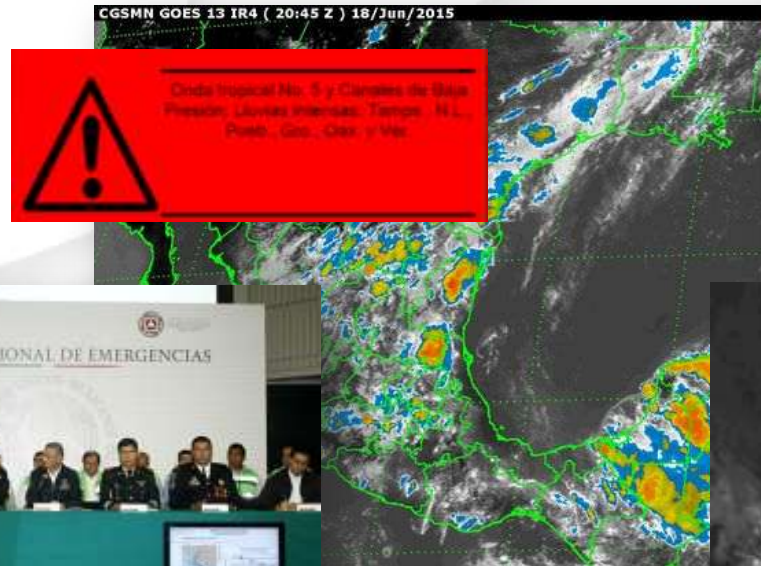 CGSMN GOES 13 IR4 ( 20:45 Z ) 18/Jun/2015
Onda tropical No. 5 y Canales de Baja
Presión; Lluvias intensas: Tamps., N.L.,
Pueb., Gro., Oax. y Ver.
IONAL DE EMERGENCIAS